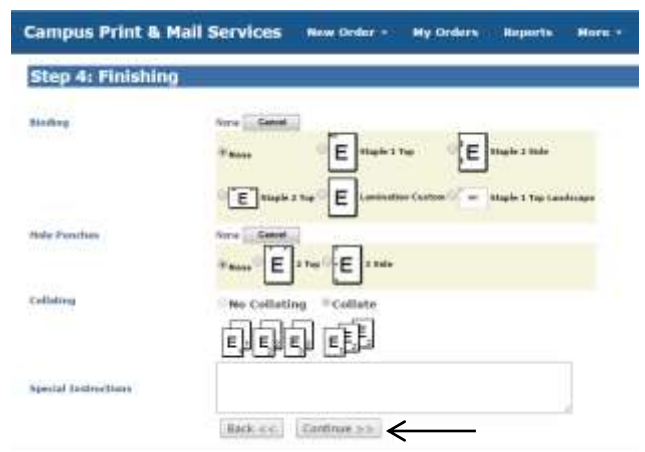 Campus Print & Mail Services New Order My Orders Reports More
Step 4: Finishing
Binding None Cancel
None E Staple 1 Top E Staple 2 Side
E Staple 2 Top E Lamination Custom Staple 1 Top Landscape
Hole Punches None Cancel
None E 2 Top E 3 Side
Collating No Collating Collate
E E E E E E
Special Instructions
Back << Continue >>